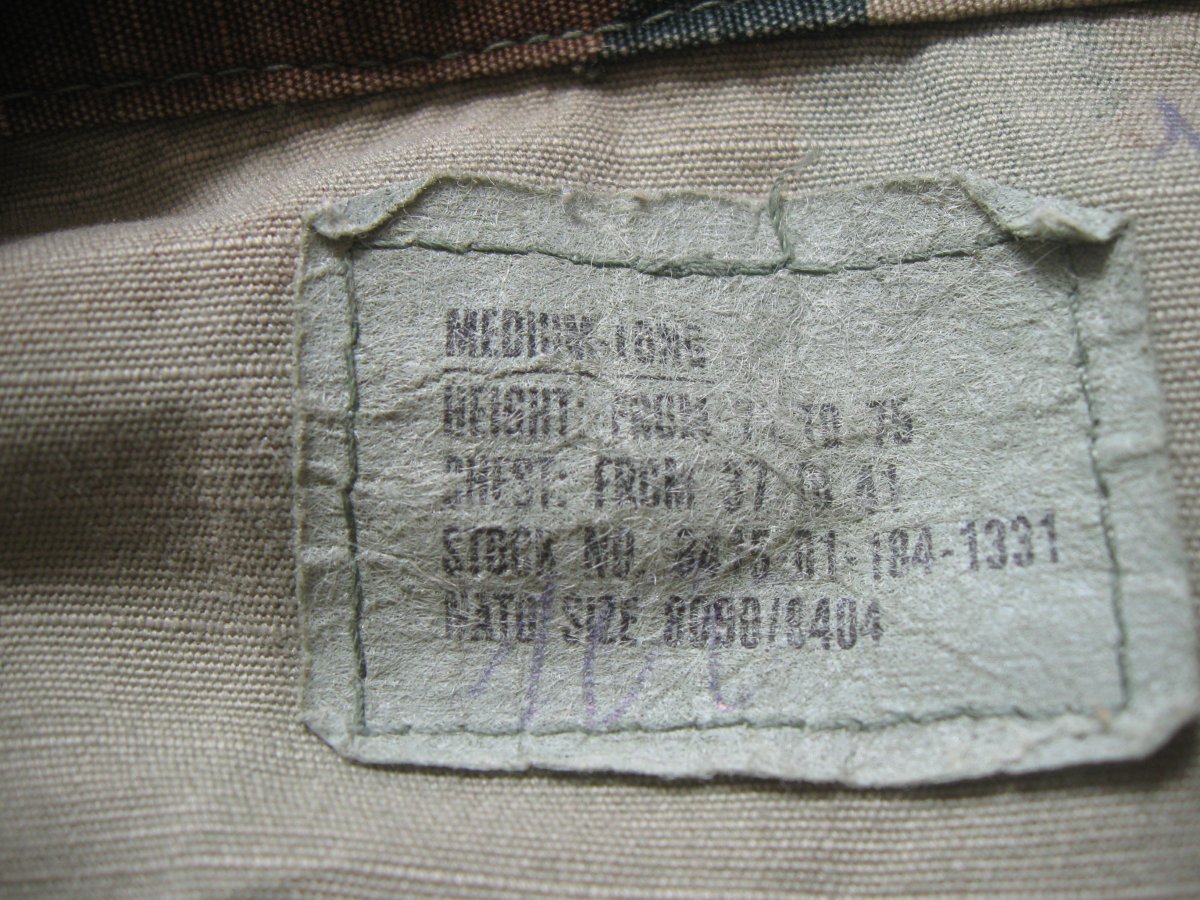 MEDIUM-LONG
HEIGHT: FROM 71 TO 75
CHEST: FROM 37 TO 41
STOCK NO. 8415-01-184-1331
NATO SIZE 8090/8404